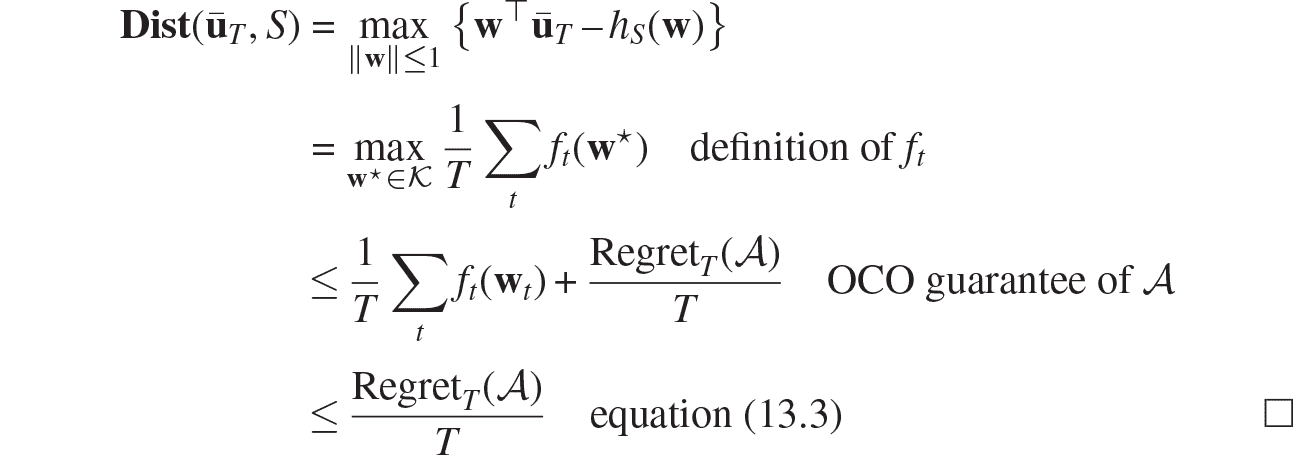 Dist(ū_T, S) = max_{‖w‖≤1} {w^⊤ ū_T − h_S(w)}
= max_{w⋆∈𝒦} 1/T ∑_t f_t(w⋆) definition of f_t
≤ 1/T ∑_t f_t(w_t) + Regret_T(𝒜)/T OCO guarantee of 𝒜
≤ Regret_T(𝒜)/T equation (13.3) □